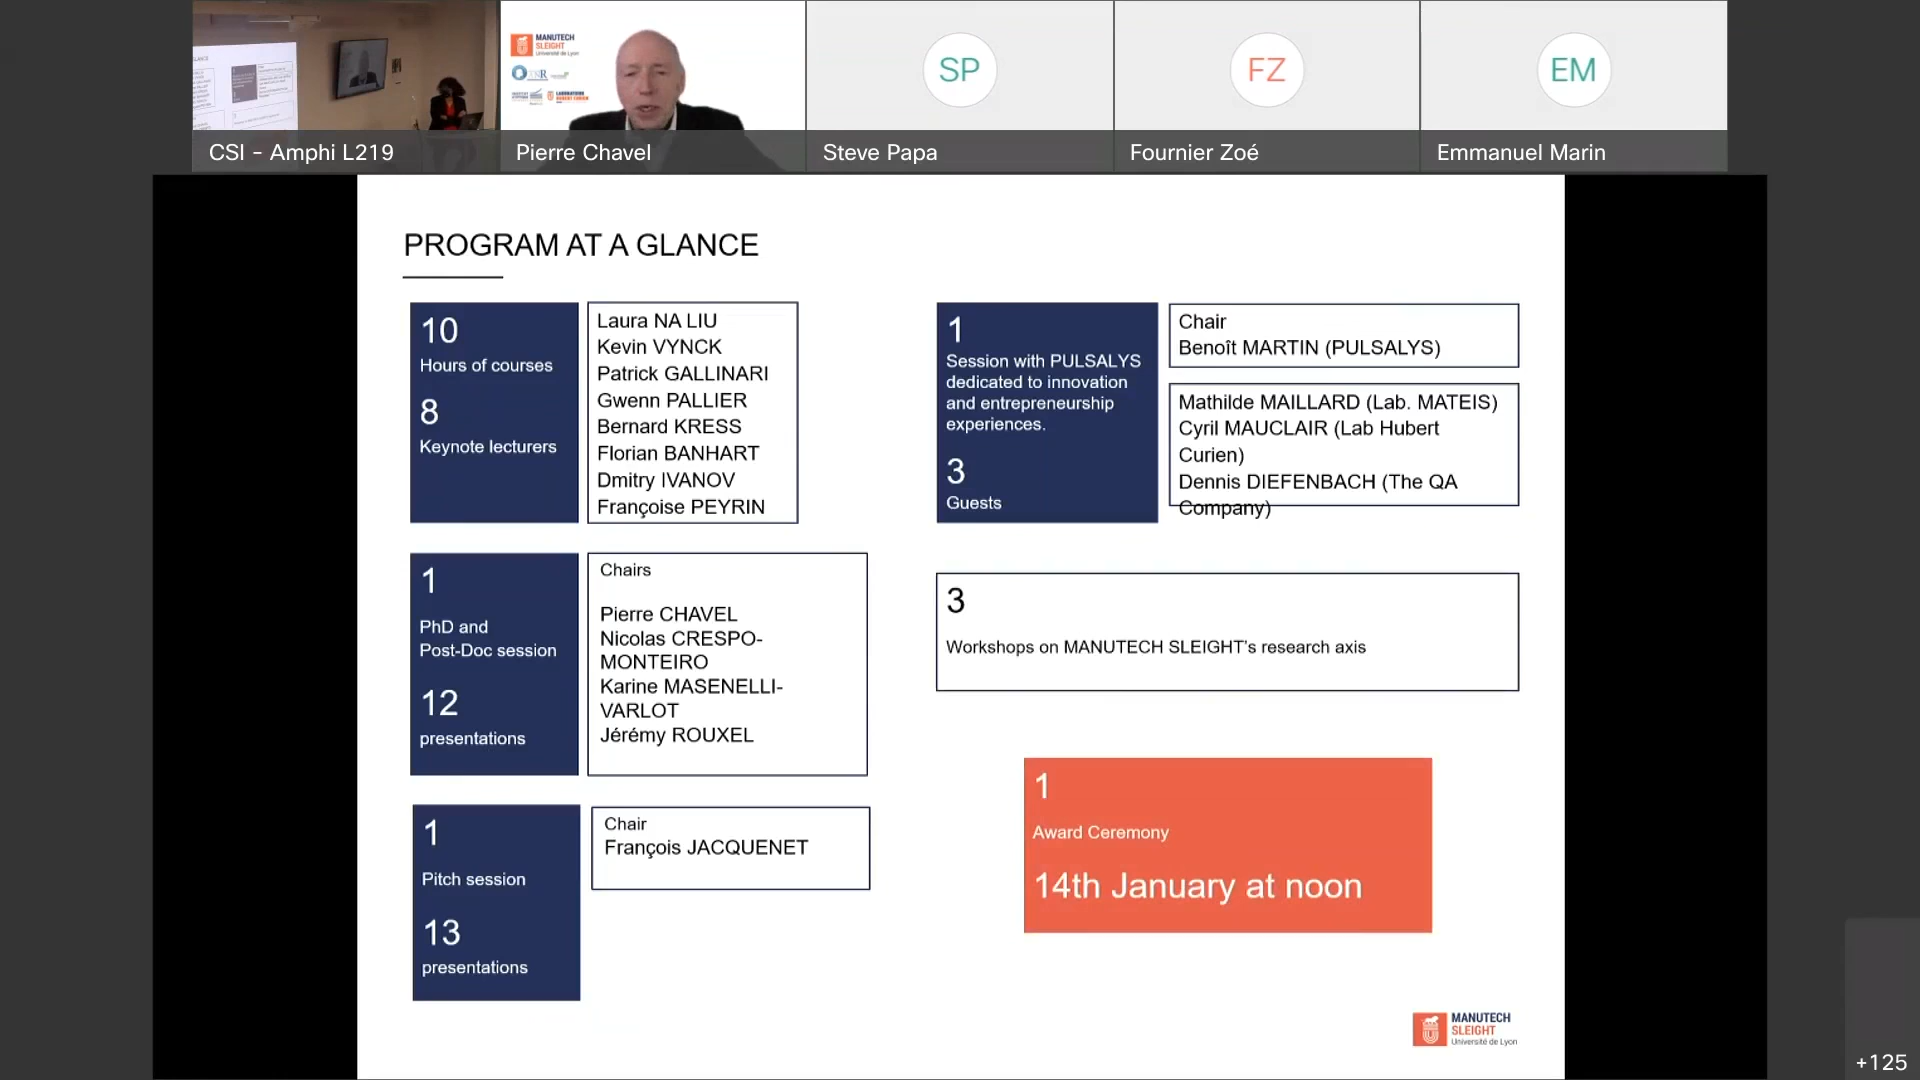 SP
FZ
EM
MANUTECH
SLEIGHT
Université de Lyon
CSI - Amphi L219
Pierre Chavel
Steve Papa
Fournier Zoé
Emmanuel Marin
PROGRAM AT A GLANCE
10
Hours of courses
8
Keynote lecturers
Laura NA LIU
Kevin VYNCK
Patrick GALLINARI
Gwenn PALLIER
Bernard KRESS
Florian BANHART
Dmitry IVANOV
Françoise PEYRIN
1
Session with PULSALYS
dedicated to innovation
and entrepreneurship
experiences.
3
Guests
Chair
Benoît MARTIN (PULSALYS)
Mathilde MAILLARD (Lab. MATEIS)
Cyril MAUCLAIR (Lab Hubert
Curien)
Dennis DIEFENBACH (The QA
Company)
1
PhD and
Post-Doc session
12
presentations
Chairs
Pierre CHAVEL
Nicolas CRESPO-
MONTEIRO
Karine MASENELLI-
VARLOT
Jérémy ROUXEL
3
Workshops on MANUTECH SLEIGHT's research axis
1
Pitch session
13
presentations
Chair
François JACQUENET
1
Award Ceremony
14th January at noon
MANUTECH
SLEIGHT
Université de Lyon
+125